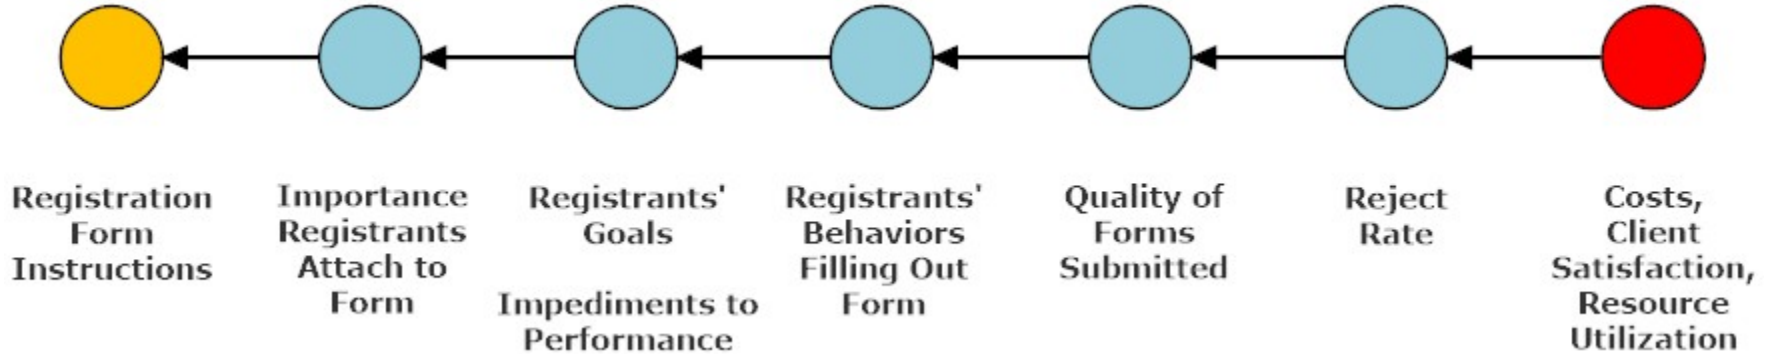 Registration
Form
Instructions
Importance
Registrants
Attach to
Form
Registrants'
Goals
Impediments to
Performance
Registrants'
Behaviors
Filling Out
Form
Quality of
Forms
Submitted
Reject
Rate
Costs,
Client
Satisfaction,
Resource
Utilization